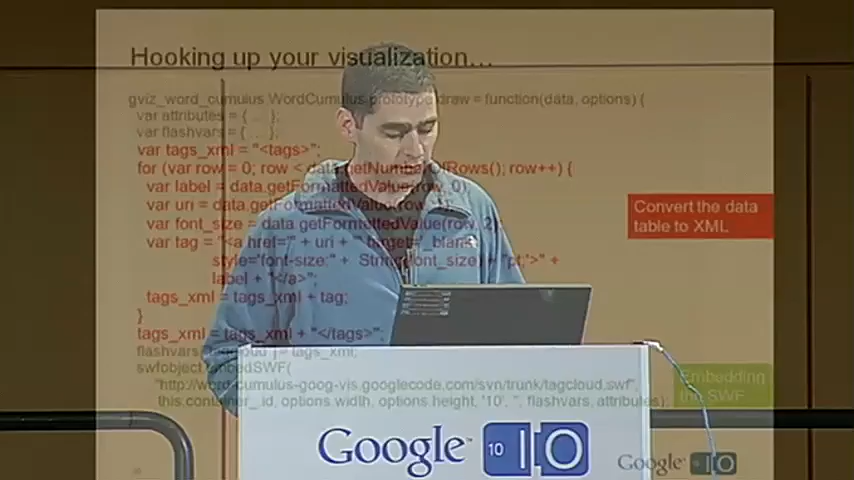 Hooking up your visualization…
gviz_word_cumulus.WordCumulus.prototype.draw = function(data, options) {
var attributes = { ... };
var flashvars = { ... };
var tags_xml = "<tags>";
for (var row = 0; row < data.getNumberOfRows(); row++) {
var label = data.getFormattedValue(row, 0);
var uri = data.getFormattedValue(row,
var font_size = data.getFormattedValue(row, 2);
var tag = "<a href='" + uri + "' target='_blank'
style='font-size:" + String(font_size) + "pt;'>" +
label + "</a>";
tags_xml = tags_xml + tag;
}
tags_xml = tags_xml + "</tags>";
= tags_xml;
swfobject.embedSWF(
"http://word-cumulus-goog-vis.googlecode.com/svn/trunk/tagcloud.swf",
this.container_id, options.width, options.height, '10', '', flashvars, attributes);
Convert the data
table to XML
Embedding
the SWF
Google 10 IO
Google IO